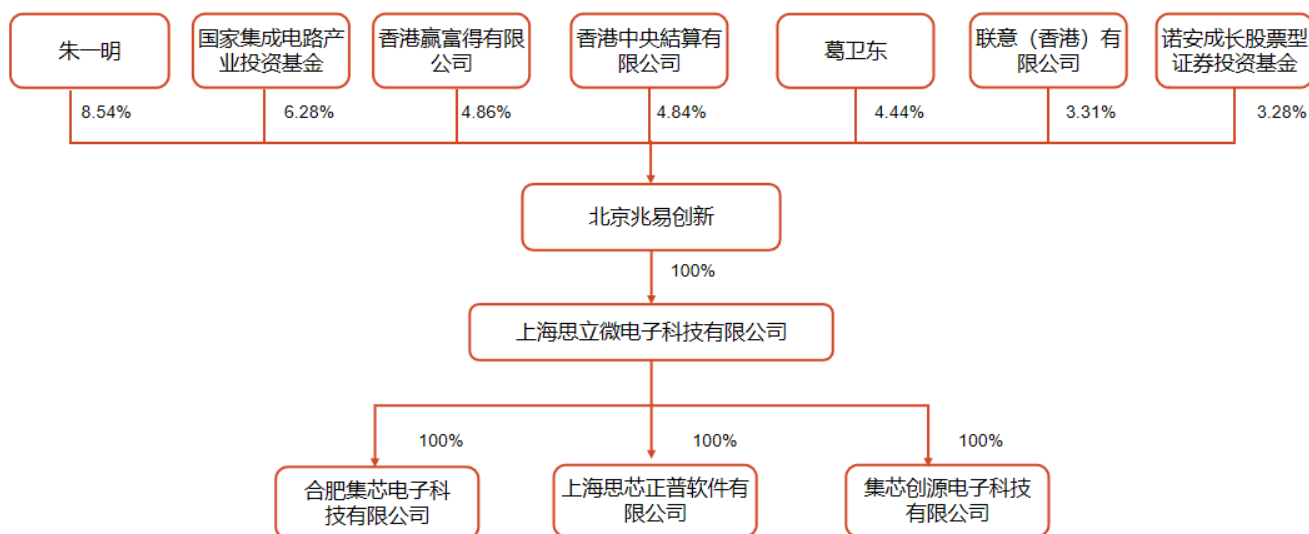 朱一明
国家集成电路产
业投资基金
香港赢富得有限
公司
香港中央結算有
限公司
葛卫东
联意（香港）有
限公司
诺安成长股票型
证券投资基金
8.54%
6.28%
4.86%
4.84%
4.44%
3.31%
3.28%
北京兆易创新
100%
上海思立微电子科技有限公司
100%
100%
100%
合肥集芯电子科
技有限公司
上海思芯正普软件有
限公司
集芯创源电子科技
有限公司